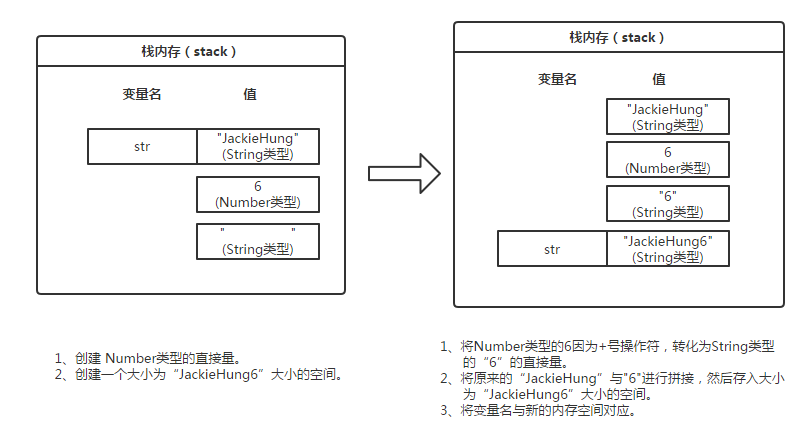 栈内存（stack）
变量名 值
str "JackieHung"
(String类型)
6
(Number类型)
" "
(String类型)
1、创建 Number类型的直接量。
2、创建一个大小为“JackieHung6”大小的空间。
栈内存（stack）
变量名 值
"JackieHung"
(String类型)
6
(Number类型)
"6"
(String类型)
str "JackieHung6"
(String类型)
1、将Number类型的6因为+号操作符，转化为String类型
的“6”的直接量。
2、将原来的“JackieHung”与"6"进行拼接，然后存入大小
为“JackieHung6”大小的空间。
3、将变量名与新的内存空间对应。